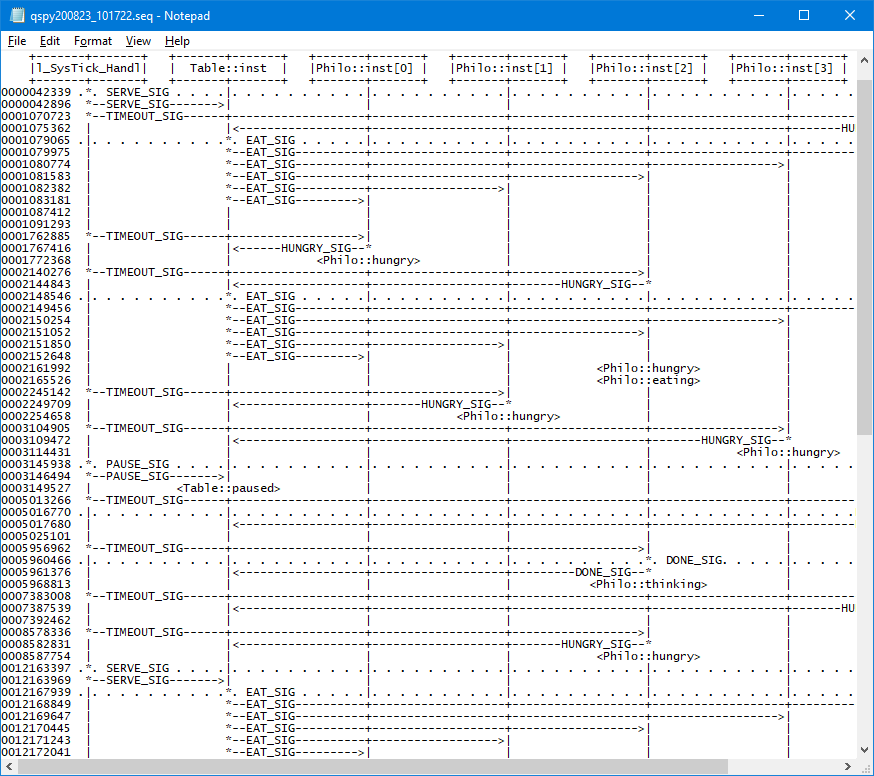 qspy200823_101722.seq - Notepad
File Edit Format View Help
|l_SysTick_Handl| | Table::inst | |Philo::inst[0] | |Philo::inst[1] | |Philo::inst[2] | |Philo::inst[3] |
0000042339 .*. SERVE_SIG . . .
0000042896 *--SERVE_SIG------->|
0001070723 *--TIMEOUT_SIG------+
0001075362 |<------HU
0001079065 . . . *. EAT_SIG . . .
0001079975 *--EAT_SIG------
0001080774 *--EAT_SIG------>|
0001081583 *--EAT_SIG------>|
0001082382 *--EAT_SIG------>|
0001083181 *--EAT_SIG--------->|
0001087412
0001091293
0001762885 *--TIMEOUT_SIG------>|
0001767416 |<------HUNGRY_SIG--*
0001772368 <Philo::hungry>
0002140276 *--TIMEOUT_SIG------>|
0002144843 |<------HUNGRY_SIG--*
0002148546 . . . *. EAT_SIG . . .
0002149456 *--EAT_SIG------
0002150254 *--EAT_SIG------>|
0002151052 *--EAT_SIG------>|
0002151850 *--EAT_SIG------>|
0002152648 *--EAT_SIG--------->|
0002161992 <Philo::hungry>
0002165526 <Philo::eating>
0002245142 *--TIMEOUT_SIG------>|
0002249709 |<------HUNGRY_SIG--*
0002254658 <Philo::hungry>
0003104905 *--TIMEOUT_SIG------>|
0003109472 |<------HUNGRY_SIG--*
0003114431 <Philo::hungry>
0003145938 .*. PAUSE_SIG . . .
0003146494 *--PAUSE_SIG------->|
0003149527 <Table::paused>
0005013266 *--TIMEOUT_SIG------
0005016770 . . .
0005017680 |<------
0005025101
0005956962 *--TIMEOUT_SIG------>|
0005960466 . . . *. DONE_SIG. . .
0005961376 |<------DONE_SIG--*
0005968813 <Philo::thinking>
0007383008 *--TIMEOUT_SIG------
0007387539 |<------HU
0007392462
0008578336 *--TIMEOUT_SIG------>|
0008582831 |<------HUNGRY_SIG--*
0008587754 <Philo::hungry>
0012163397 .*. SERVE_SIG . . .
0012163969 *--SERVE_SIG------->|
0012167939 . . . *. EAT_SIG . . .
0012168849 *--EAT_SIG------
0012169647 *--EAT_SIG------>|
0012170445 *--EAT_SIG------>|
0012171243 *--EAT_SIG------>|
0012172041 *--EAT_SIG--------->|